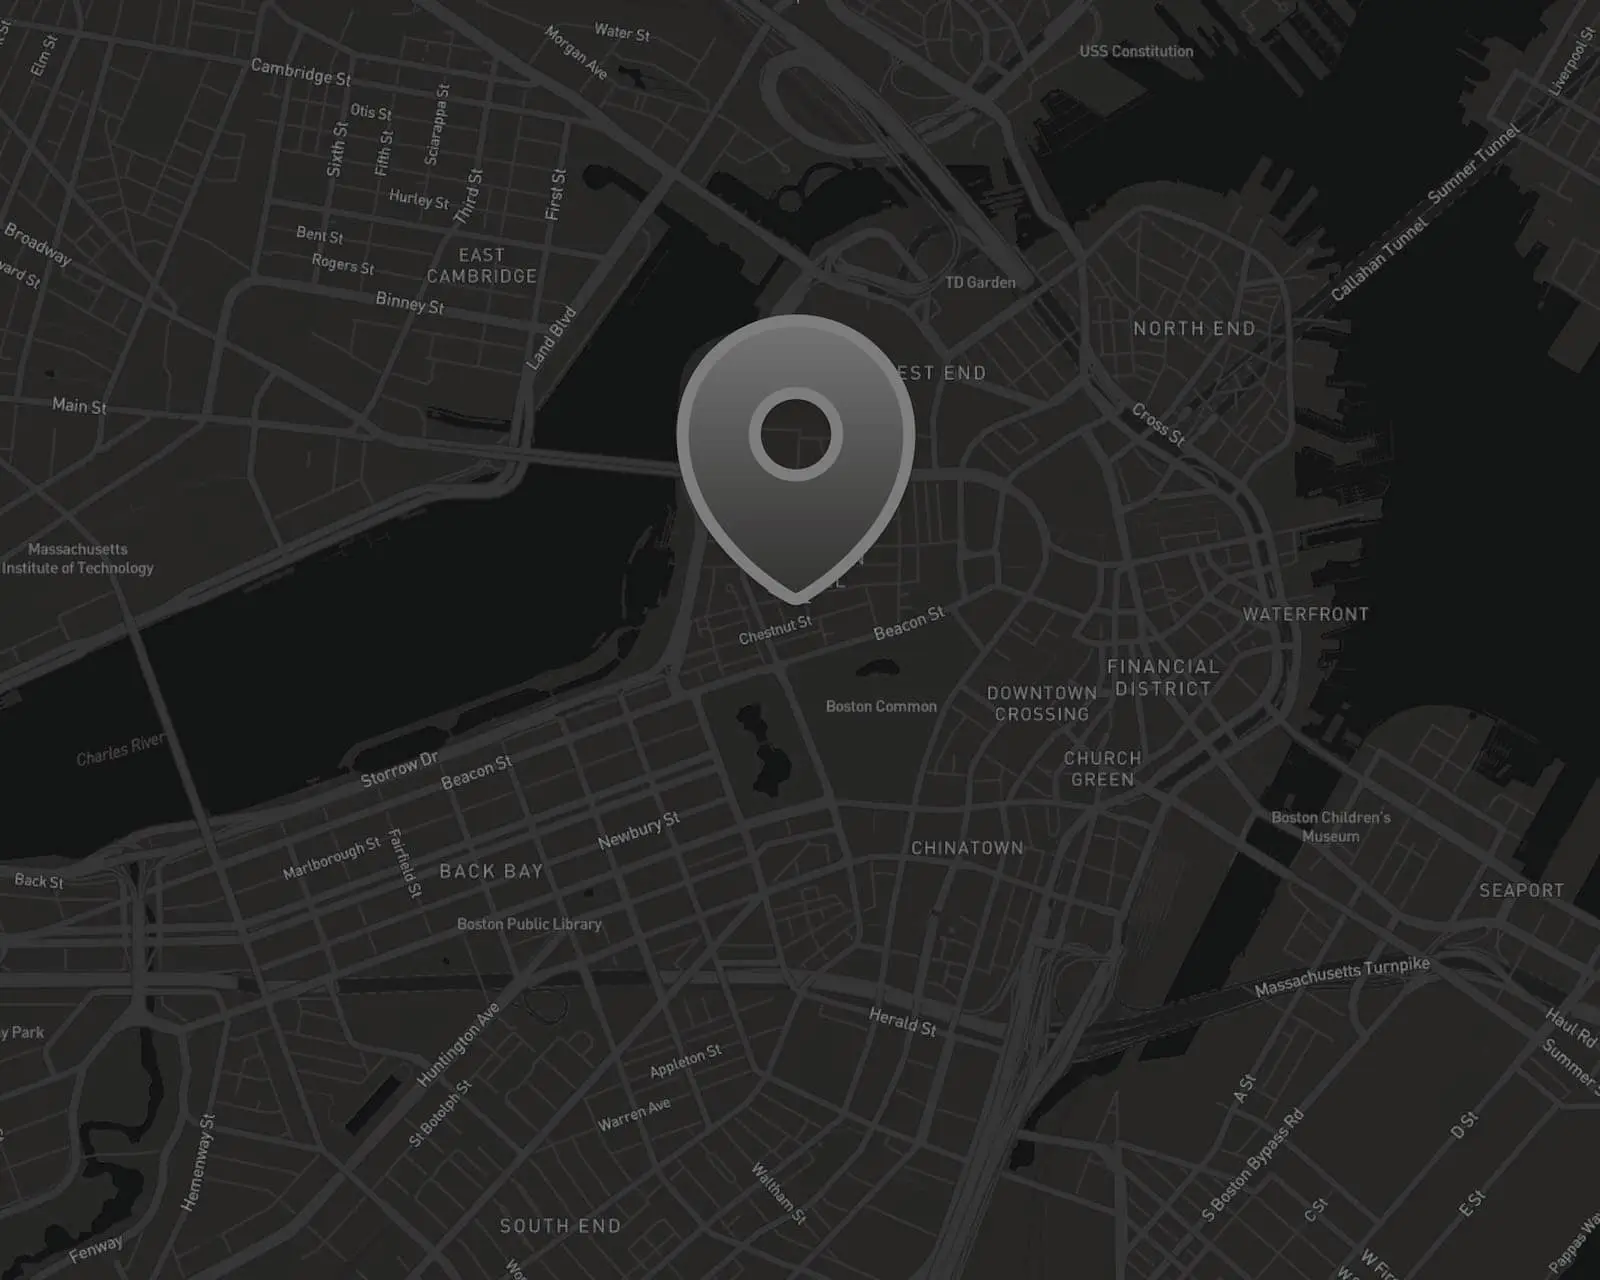 USS Constitution
Water St
Morgan Ave
Elm St
Cambridge St
Otis St
Sixth St
Fifth St
Sciarappa St
Hurley St
Third St
First St
Liverpool St
Sumner Tunnel
Callahan Tunnel
Broadway
Bent St
Rogers St
EAST
CAMBRIDGE
Binney St
Land Blvd
TD Garden
NORTH END
EST END
Main St
Cross St
Massachusetts
Institute of Technology
Chestnut St
Beacon St
WATERFRONT
FINANCIAL
DISTRICT
DOWNTOWN
CROSSING
Boston Common
Charles River
Storrow Dr
Beacon St
CHURCH
GREEN
Boston Children's
Museum
Newbury St
Marlborough St
Fairfield St
BACK BAY
CHINATOWN
Back St
SEAPORT
Boston Public Library
Massachusetts Turnpike
Herald St
Haul Rd
Summer
y Park
Huntington Ave
Appleton St
St Botolph St
Warren Ave
A St
D St
S Boston Bypass Rd
Hemenway St
Waltham St
C St
E St
SOUTH END
Fenway
Pappas Wa
W Fir